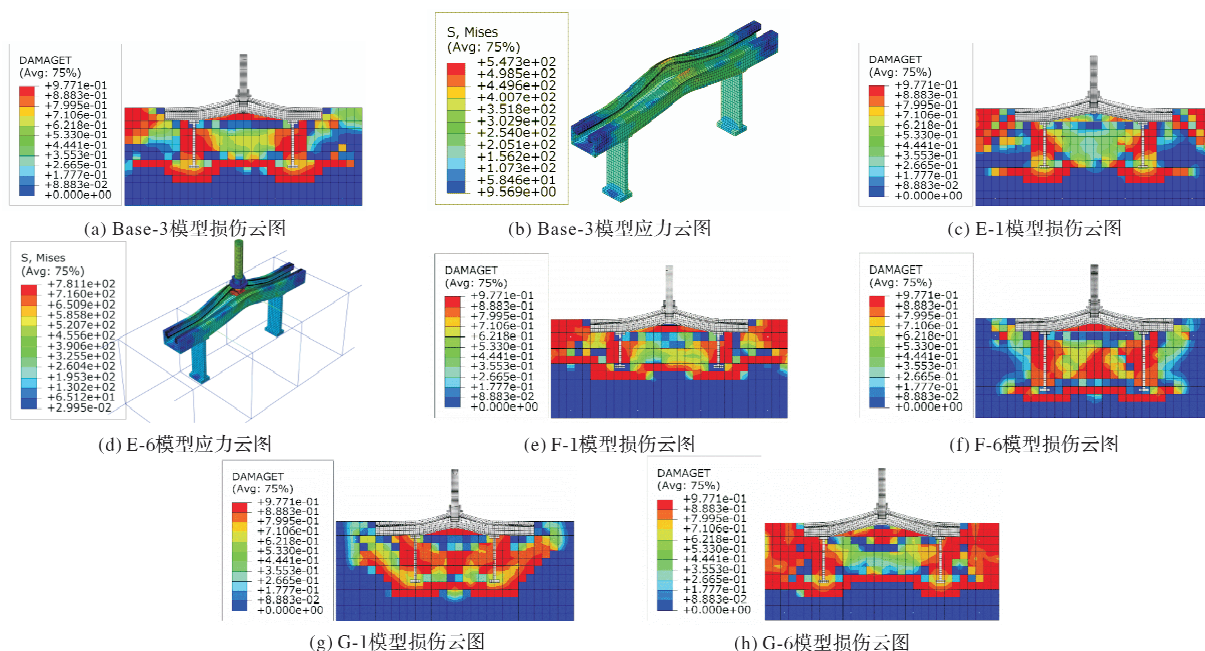 DAMAGET
(Avg: 75%)
+9.771e-01
+8.883e-01
+7.995e-01
+7.106e-01
+6.218e-01
+5.330e-01
+4.441e-01
+3.553e-01
+2.665e-01
+1.777e-01
+8.883e-02
+0.000e+00
(a) Base-3模型损伤云图
S, Mises
(Avg: 75%)
+5.473e+02
+4.985e+02
+4.496e+02
+4.007e+02
+3.518e+02
+3.029e+02
+2.540e+02
+2.051e+02
+1.562e+02
+1.073e+02
+5.846e+01
+9.569e+00
(b) Base-3模型应力云图
DAMAGET
(Avg: 75%)
+9.771e-01
+8.883e-01
+7.995e-01
+7.106e-01
+6.218e-01
+5.330e-01
+4.441e-01
+3.553e-01
+2.665e-01
+1.777e-01
+8.883e-02
+0.000e+00
(c) E-1模型损伤云图
S, Mises
(Avg: 75%)
+7.811e+02
+7.160e+02
+6.509e+02
+5.858e+02
+5.207e+02
+4.556e+02
+3.906e+02
+3.255e+02
+2.604e+02
+1.953e+02
+1.302e+02
+6.512e+01
+2.995e-02
(d) E-6模型应力云图
DAMAGET
(Avg: 75%)
+9.771e-01
+8.883e-01
+7.995e-01
+7.106e-01
+6.218e-01
+5.330e-01
+4.441e-01
+3.553e-01
+2.665e-01
+1.777e-01
+8.883e-02
+0.000e+00
(e) F-1模型损伤云图
DAMAGET
(Avg: 75%)
+9.771e-01
+8.883e-01
+7.995e-01
+7.106e-01
+6.218e-01
+5.330e-01
+4.441e-01
+3.553e-01
+2.665e-01
+1.777e-01
+8.883e-02
+0.000e+00
(f) F-6模型损伤云图
DAMAGET
(Avg: 75%)
+9.771e-01
+8.883e-01
+7.995e-01
+7.106e-01
+6.218e-01
+5.330e-01
+4.441e-01
+3.553e-01
+2.665e-01
+1.777e-01
+8.883e-02
+0.000e+00
(g) G-1模型损伤云图
DAMAGET
(Avg: 75%)
+9.771e-01
+8.883e-01
+7.995e-01
+7.106e-01
+6.218e-01
+5.330e-01
+4.441e-01
+3.553e-01
+2.665e-01
+1.777e-01
+8.883e-02
+0.000e+00
(h) G-6模型损伤云图